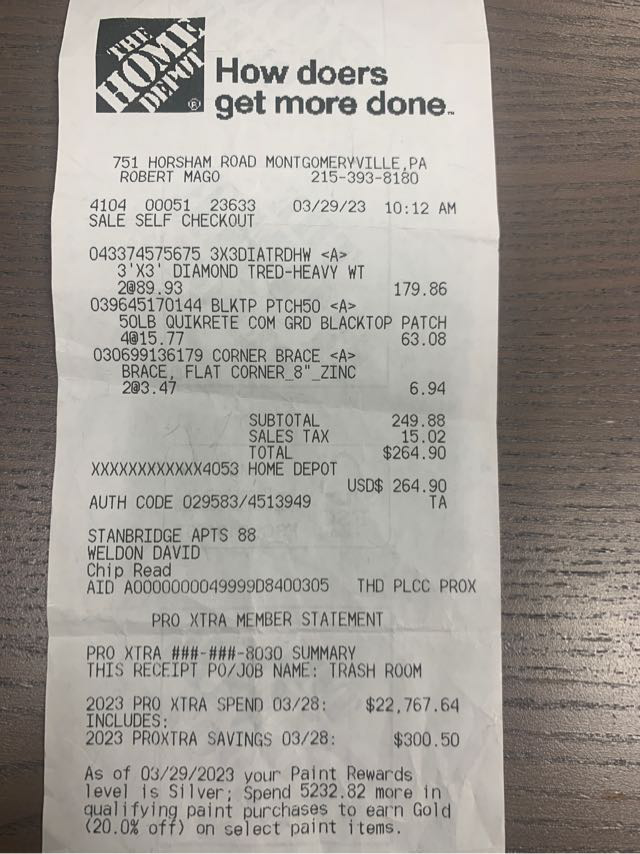 THE
HOME
DEPOT ®
How doers
get more done™
751 HORSHAM ROAD MONTGOMERYVILLE,PA
ROBERT MAGO 215-393-8180
4104 00051 23633 03/29/23 10:12 AM
SALE SELF CHECKOUT
043374575675 3X3DIATRDHW <A>
3'X3' DIAMOND TRED-HEAVY WT
2@89.93 179.86
039645170144 BLKTP PTCH50 <A>
50LB QUIKRETE COM GRD BLACKTOP PATCH
4@15.77 63.08
030699136179 CORNER BRACE <A>
BRACE, FLAT CORNER_8"_ZINC
2@3.47 6.94
SUBTOTAL 249.88
SALES TAX 15.02
TOTAL $264.90
XXXXXXXXXXXX4053 HOME DEPOT
USD$ 264.90
AUTH CODE 029583/4513949 TA
STANBRIDGE APTS 88
WELDON DAVID
Chip Read
AID A0000000049999D8400305 THD PLCC PROX
PRO XTRA MEMBER STATEMENT
PRO XTRA ###-###-8030 SUMMARY
THIS RECEIPT PO/JOB NAME: TRASH ROOM
2023 PRO XTRA SPEND 03/28: $22,767.64
INCLUDES:
2023 PROXTRA SAVINGS 03/28: $300.50
As of 03/29/2023 your Paint Rewards
level is Silver; Spend 5232.82 more in
qualifying paint purchases to earn Gold
(20.0% off) on select paint items.